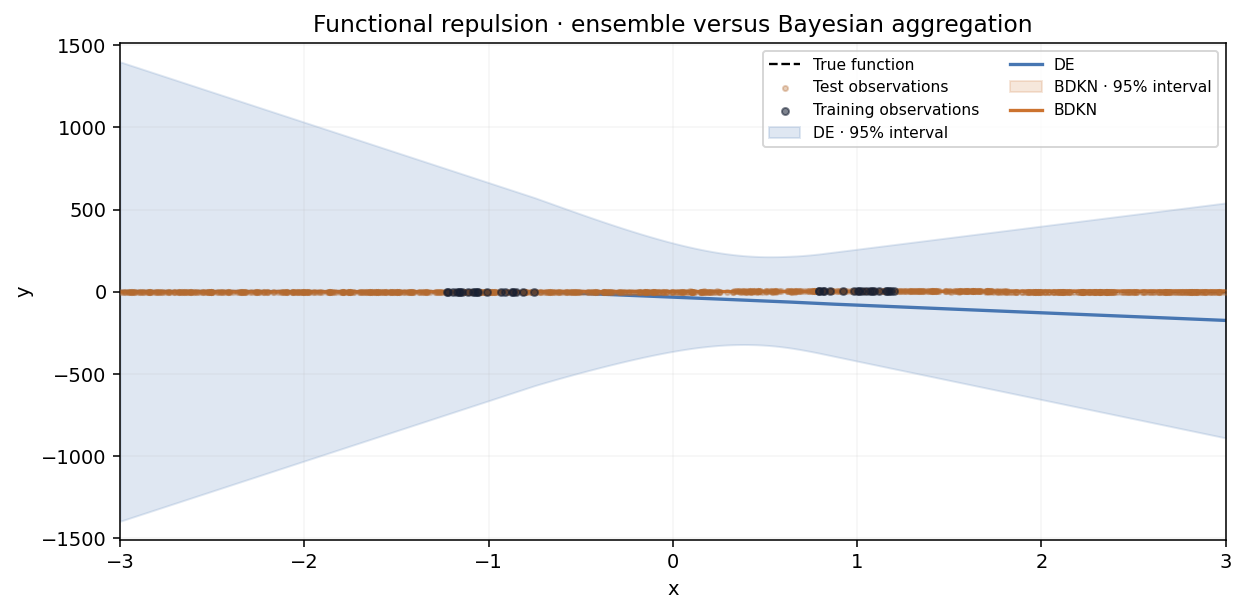 Functional repulsion · ensemble versus Bayesian aggregation
True function
Test observations
Training observations
DE · 95% interval
DE
BDKN · 95% interval
BDKN
y
1500
1000
500
0
−500
−1000
−1500
−3
−2
−1
0
1
2
3
x